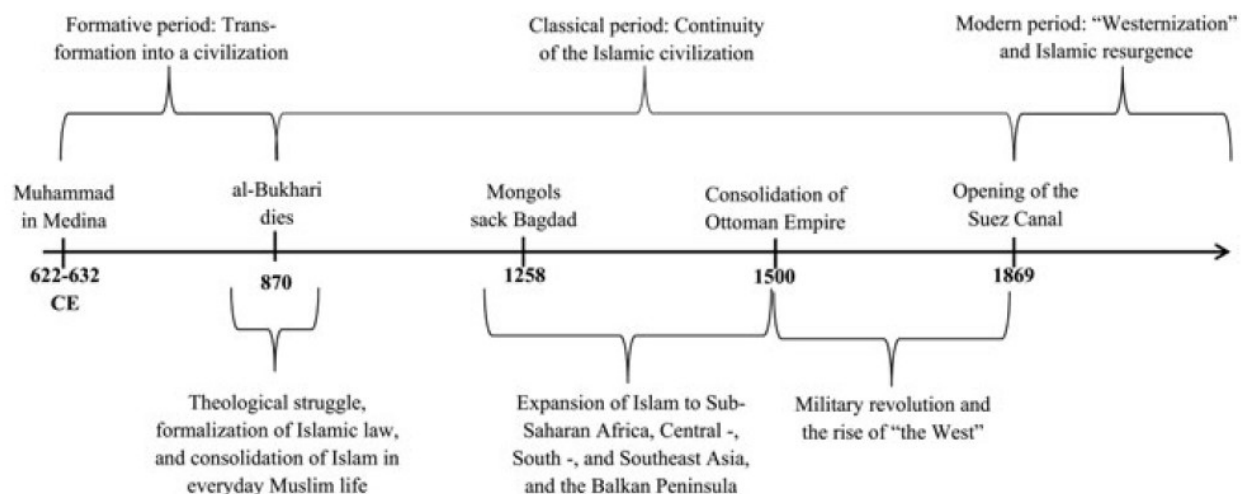 Formative period: Trans-
formation into a civilization
Classical period: Continuity
of the Islamic civilization
Modern period: “Westernization”
and Islamic resurgence
Muhammad
in Medina
al-Bukhari
dies
Mongols
sack Bagdad
Consolidation of
Ottoman Empire
Opening of the
Suez Canal
622-632
CE
870
1258
1500
1869
Theological struggle,
formalization of Islamic law,
and consolidation of Islam in
everyday Muslim life
Expansion of Islam to Sub-
Saharan Africa, Central -,
South -, and Southeast Asia,
and the Balkan Peninsula
Military revolution and
the rise of “the West”